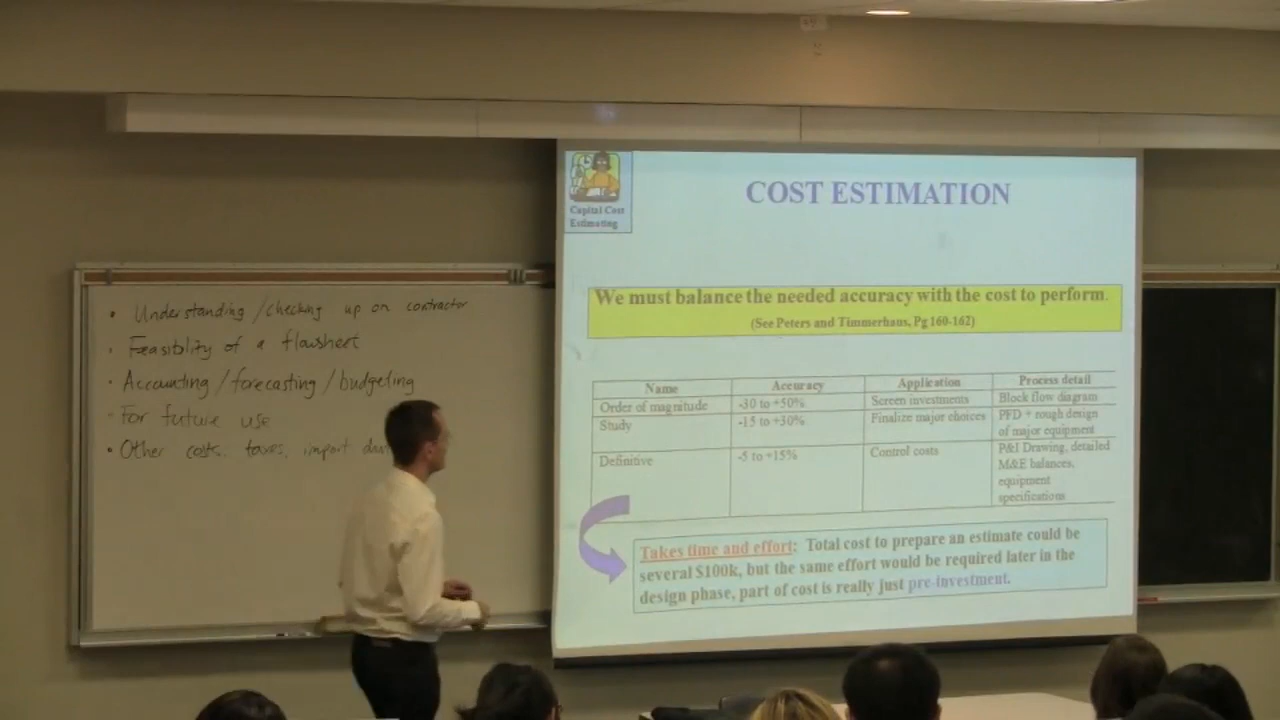 • Understanding / checking up on contractor
• Feasiblity of a flowsheet
• Accounting / forecasting / budgeting
• For future use
• Other costs: taxes, import
Capital Cost
Estimating
COST ESTIMATION
We must balance the needed accuracy with the cost to perform.
(See Peters and Timmerhaus, Pg 160-162)
Name Accuracy Application Process detail
Order of magnitude -30 to +50% Screen investments Block flow diagram
Study -15 to +30% Finalize major choices PFD + rough design
of major equipment
Definitive -5 to +15% Control costs P&I Drawing, detailed
M&E balances,
equipment
specifications
Takes time and effort: Total cost to prepare an estimate could be
several $100k, but the same effort would be required later in the
design phase, part of cost is really just pre-investment.